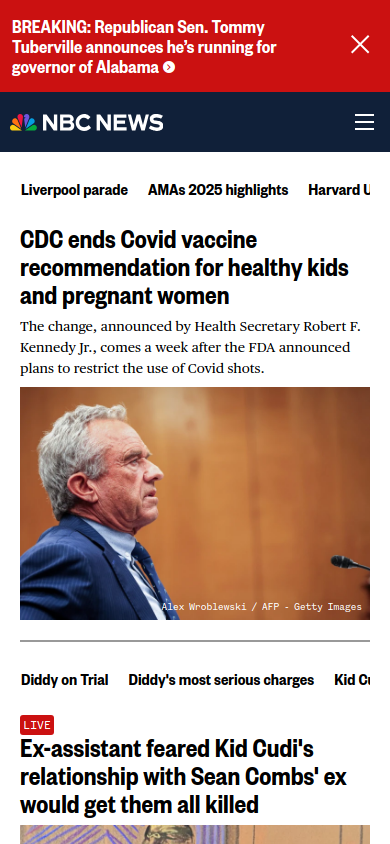 BREAKING: Republican Sen. Tommy
Tuberville announces he's running for
governor of Alabama
NBC NEWS
Liverpool parade AMAs 2025 highlights Harvard U
CDC ends Covid vaccine
recommendation for healthy kids
and pregnant women
The change, announced by Health Secretary Robert F.
Kennedy Jr., comes a week after the FDA announced
plans to restrict the use of Covid shots.
Alex Wroblewski / AFP - Getty Images
Diddy on Trial Diddy's most serious charges Kid Cu
LIVE
Ex-assistant feared Kid Cudi's
relationship with Sean Combs' ex
would get them all killed